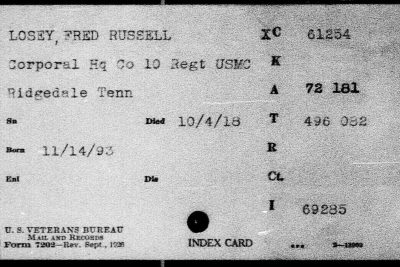 LOSEY, FRED RUSSELL XC 61254
Corporal Hq Co 10 Regt USMC K
Ridgedale Tenn A 72 181
Sn Died 10/4/18 T 496 082
Born 11/14/93 R
Enl Dis Ct.
I 69285
U. S. VETERANS BUREAU
MAIL AND RECORDS
Form 7202—Rev. Sept., 1926 INDEX CARD